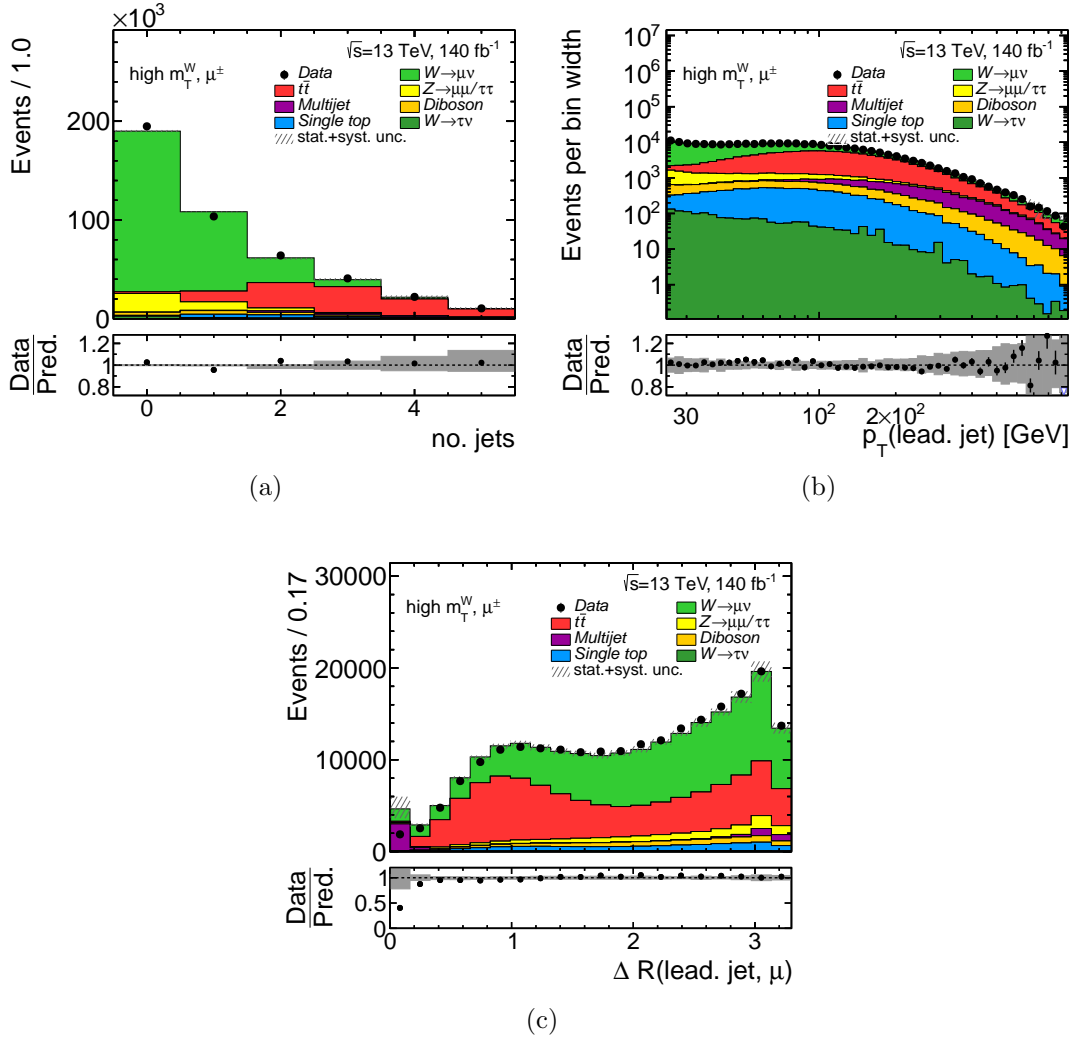 ×10³
Events / 1.0
√s=13 TeV, 140 fb⁻¹
high m_T^W, μ±
Data
tt̄
Multijet
Single top
stat.+syst. unc.
W→μν
Z→μμ/ττ
Diboson
W→τν
200
100
0
Data
Pred.
1.2
1
0.8
0
2
4
no. jets
(a)
Events per bin width
√s=13 TeV, 140 fb⁻¹
high m_T^W, μ±
Data
tt̄
Multijet
Single top
stat.+syst. unc.
W→μν
Z→μμ/ττ
Diboson
W→τν
10⁷
10⁶
10⁵
10⁴
10³
10²
10
1
Data
Pred.
1.2
1
0.8
30
10²
2×10²
p_T(lead. jet) [GeV]
(b)
Events / 0.17
√s=13 TeV, 140 fb⁻¹
high m_T^W, μ±
Data
tt̄
Multijet
Single top
stat.+syst. unc.
W→μν
Z→μμ/ττ
Diboson
W→τν
30000
20000
10000
0
Data
Pred.
1
0.5
0
0
1
2
3
Δ R(lead. jet, μ)
(c)